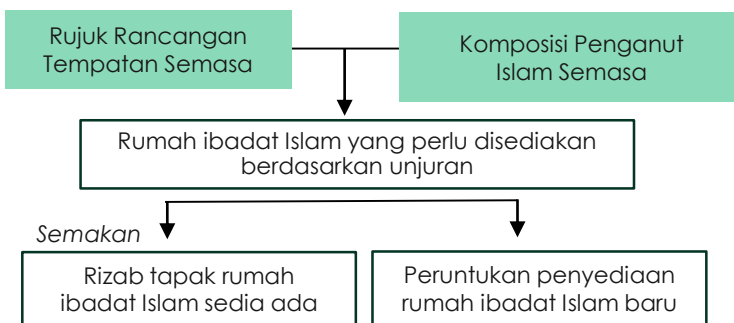 Rujuk Rancangan
Tempatan Semasa
Komposisi Penganut
Islam Semasa
Rumah ibadat Islam yang perlu disediakan
berdasarkan unjuran
Semakan
Rizab tapak rumah
ibadat Islam sedia ada
Peruntukan penyediaan
rumah ibadat Islam baru